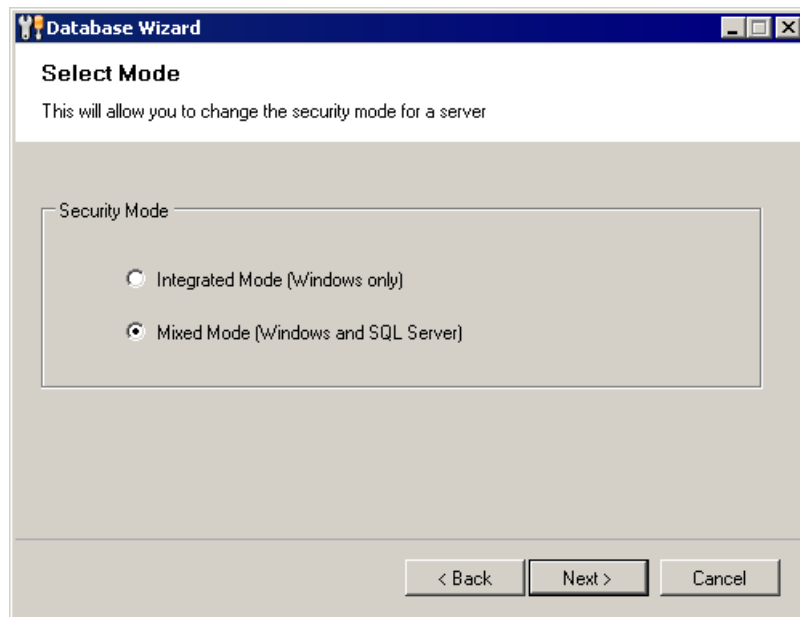 Database Wizard
Select Mode
This will allow you to change the security mode for a server
Security Mode
Integrated Mode (Windows only)
Mixed Mode (Windows and SQL Server)
< Back Next > Cancel